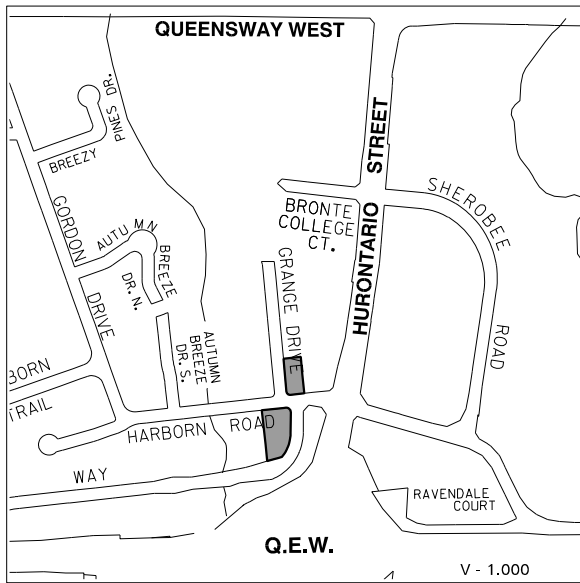 QUEENSWAY WEST
PINES DR.
BREEZY
GORDON
DRIVE
AUTUMN
BREEZE
DR. N.
AUTUMN
BREEZE
DR. S.
GRANGE DRIVE
BRONTE
COLLEGE
CT.
HURONTARIO STREET
SHEROBEE
ROAD
BORN
TRAIL
HARBORN ROAD
WAY
RAVENDALE
COURT
Q.E.W.
V - 1.000